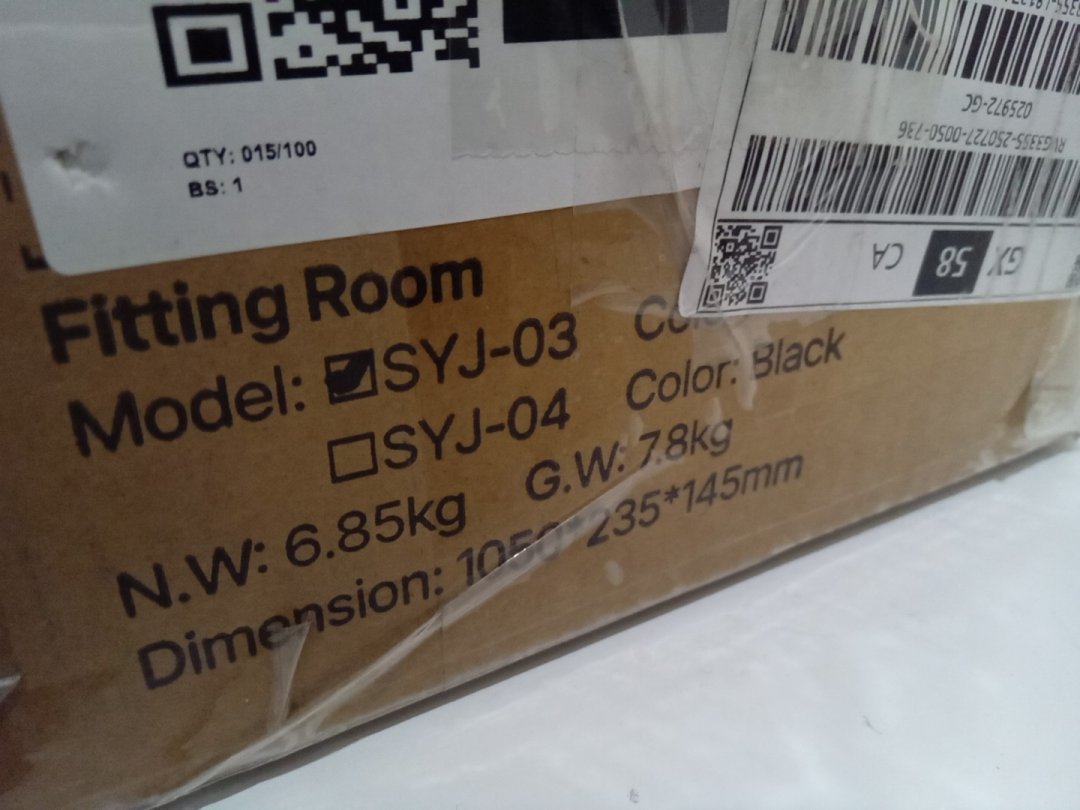 QTY: 015/100
BS: 1
Fitting Room
Model: SYJ-03
SYJ-04 Color: Black
N.W: 6.85kg G.W: 7.8kg
Dimension: 1050*235*145mm
GX 58 CA
025972-GC